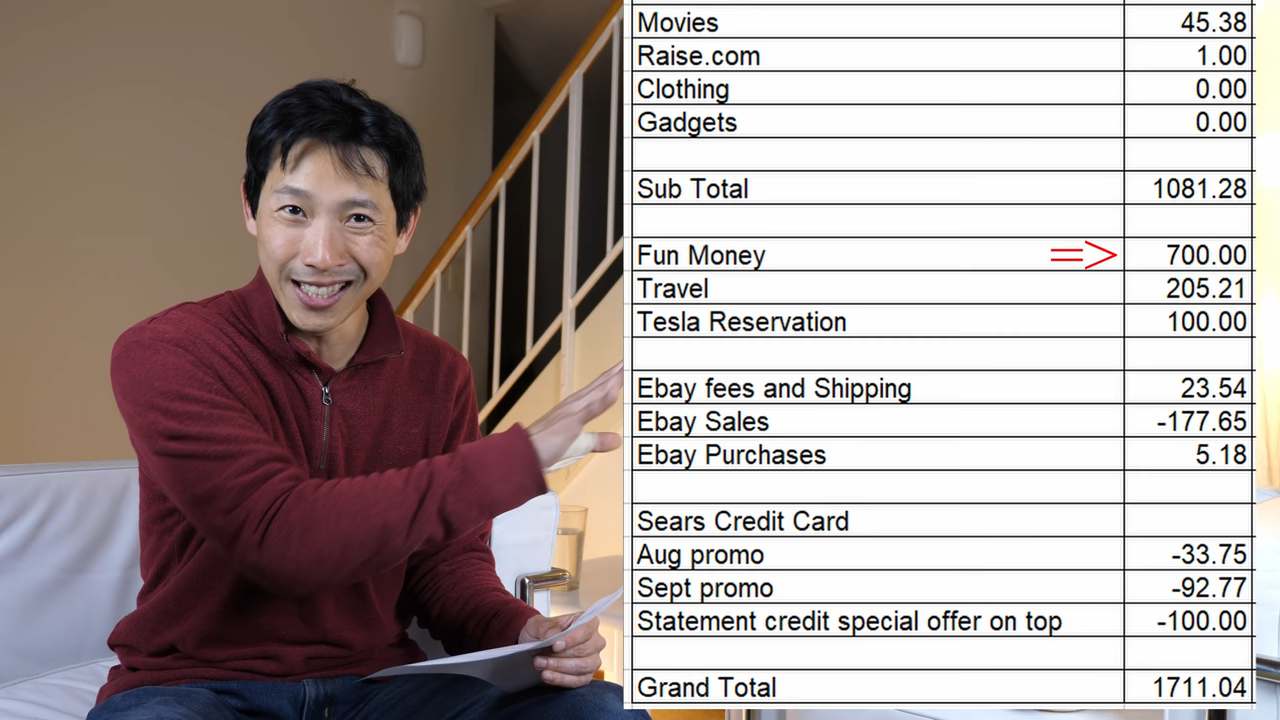 Movies 45.38
Raise.com 1.00
Clothing 0.00
Gadgets 0.00
Sub Total 1081.28
Fun Money 700.00
Travel 205.21
Tesla Reservation 100.00
Ebay fees and Shipping 23.54
Ebay Sales -177.65
Ebay Purchases 5.18
Sears Credit Card
Aug promo -33.75
Sept promo -92.77
Statement credit special offer on top -100.00
Grand Total 1711.04